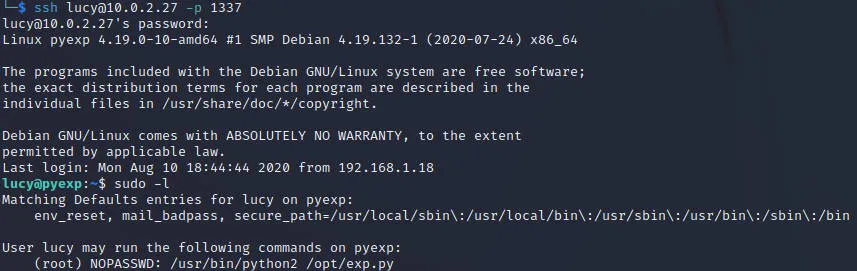 └─$ ssh lucy@10.0.2.27 -p 1337
lucy@10.0.2.27's password:
Linux pyexp 4.19.0-10-amd64 #1 SMP Debian 4.19.132-1 (2020-07-24) x86_64
The programs included with the Debian GNU/Linux system are free software;
the exact distribution terms for each program are described in the
individual files in /usr/share/doc/*/copyright.
Debian GNU/Linux comes with ABSOLUTELY NO WARRANTY, to the extent
permitted by applicable law.
Last login: Mon Aug 10 18:44:44 2020 from 192.168.1.18
lucy@pyexp:~$ sudo -l
Matching Defaults entries for lucy on pyexp:
    env_reset, mail_badpass, secure_path=/usr/local/sbin\:/usr/local/bin\:/usr/sbin\:/usr/bin\:/sbin\:/bin
User lucy may run the following commands on pyexp:
    (root) NOPASSWD: /usr/bin/python2 /opt/exp.py